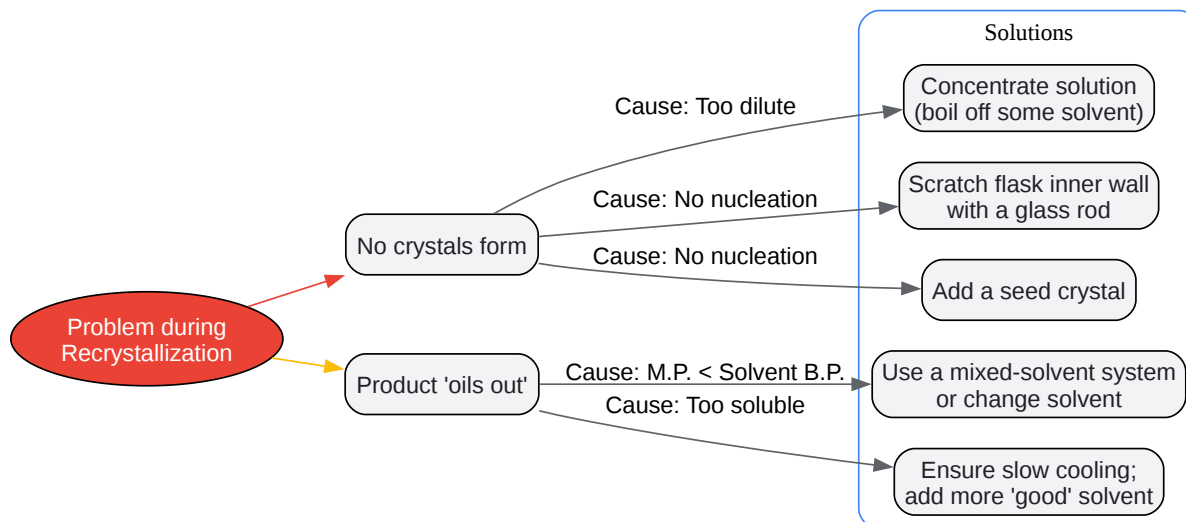 Solutions
Concentrate solution
(boil off some solvent)
Cause: Too dilute
Scratch flask inner wall
with a glass rod
Cause: No nucleation
No crystals form
Cause: No nucleation
Add a seed crystal
Problem during
Recrystallization
Product 'oils out'
Cause: M.P. < Solvent B.P.
Use a mixed-solvent system
or change solvent
Cause: Too soluble
Ensure slow cooling;
add more 'good' solvent